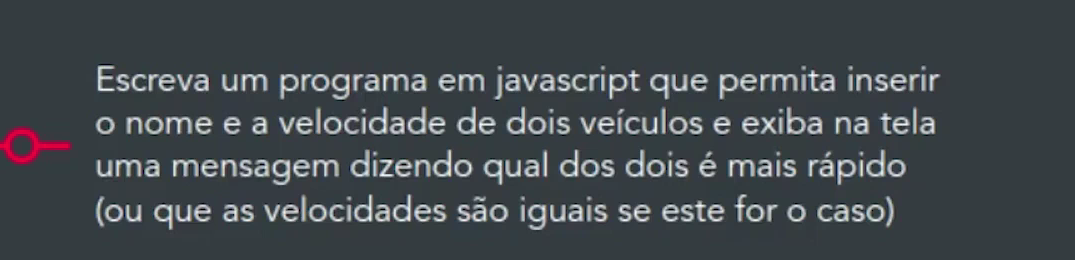 Escreva um programa em javascript que permita inserir
o nome e a velocidade de dois veículos e exiba na tela
uma mensagem dizendo qual dos dois é mais rápido
(ou que as velocidades são iguais se este for o caso)